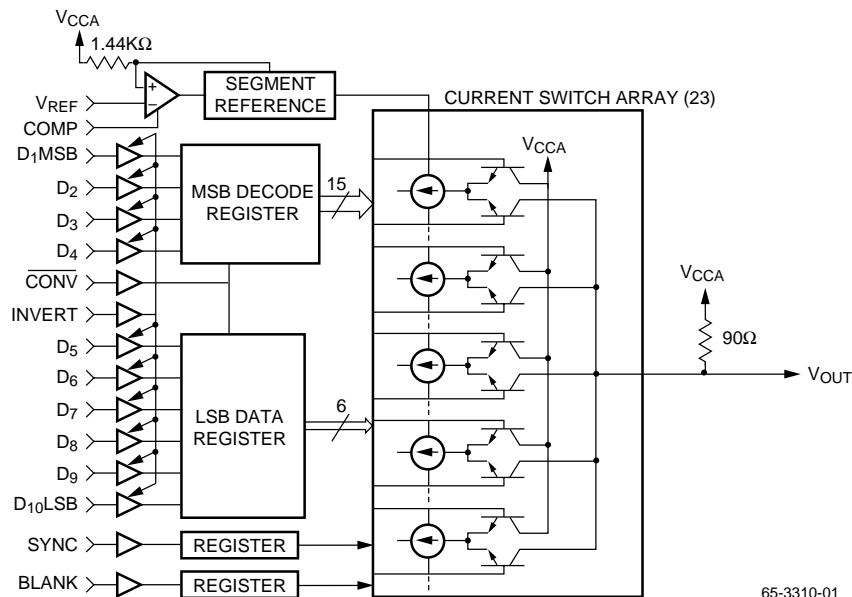 VCCA
1.44KΩ
+
−
SEGMENT
REFERENCE
VREF
COMP
CURRENT SWITCH ARRAY (23)
D1MSB
D2
D3
D4
CONV
INVERT
D5
D6
D7
D8
D9
D10LSB
SYNC
BLANK
MSB DECODE
REGISTER
15
LSB DATA
REGISTER
6
REGISTER
REGISTER
VCCA
VCCA
90Ω
VOUT
65-3310-01